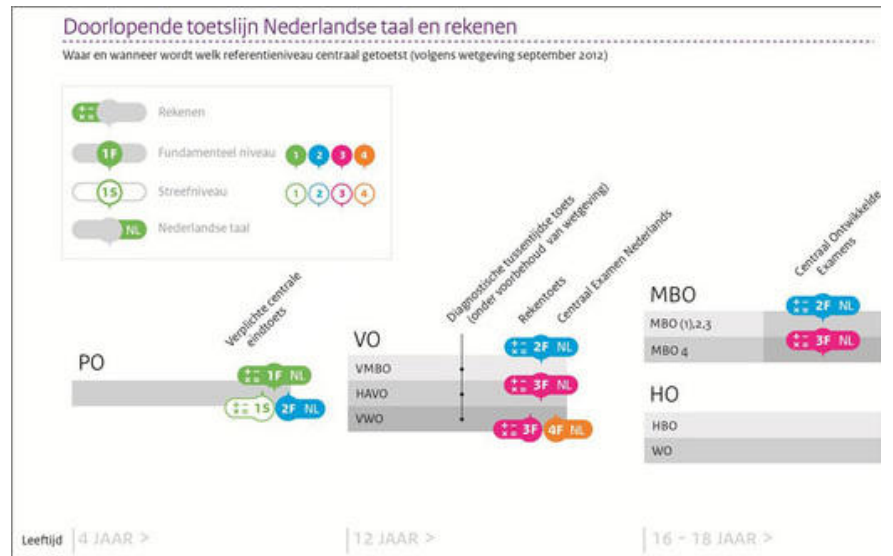 Doorlopende toetslijn Nederlandse taal en rekenen
Waar en wanneer wordt welk referentieniveau centraal getoetst (volgens wetgeving september 2012)
Rekenen
1F Fundamenteel niveau 1 2 3 4
1S Streefniveau 1 2 3 4
NL Nederlandse taal
Verplichte centrale
eindtoets
Diagnostische tussentijdse toets
(onder voorbehoud van wetgeving)
Rekentoets
Centraal Examen Nederlands
Centraal Ontwikkelde
Examens
PO
1F NL
1S 2F NL
VO
2F NL
VMBO
3F NL
HAVO
VWO
3F 4F NL
MBO
2F NL
MBO (1),2,3
3F NL
MBO 4
HO
HBO
WO
Leeftijd 4 JAAR > 12 JAAR > 16 - 18 JAAR >